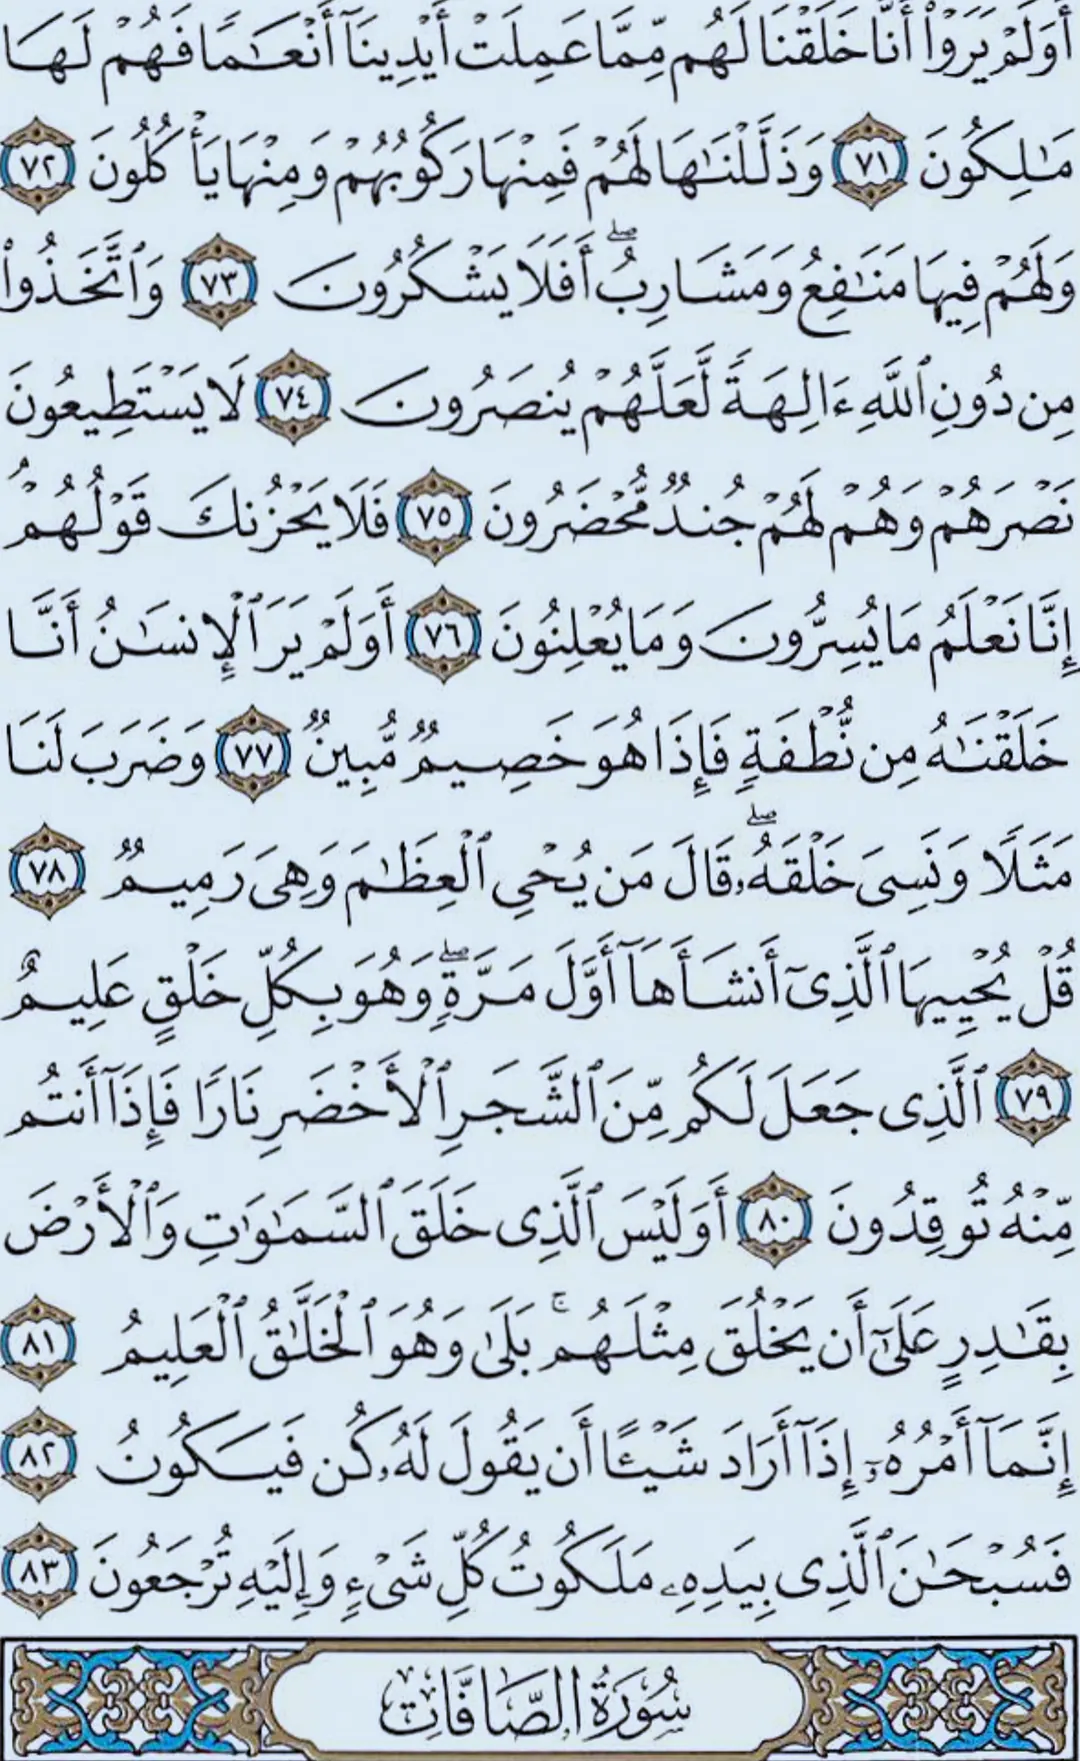 أَوَلَمْ يَرَوْا۟ أَنَّا خَلَقْنَا لَهُم مِّمَّا عَمِلَتْ أَيْدِينَآ أَنْعَـٰمًا فَهُمْ لَهَا
مَـٰلِكُونَ ٧١ وَذَلَّلْنَـٰهَا لَهُمْ فَمِنْهَا رَكُوبُهُمْ وَمِنْهَا يَأْكُلُونَ ٧٢
وَلَهُمْ فِيهَا مَنَـٰفِعُ وَمَشَارِبُ ۖ أَفَلَا يَشْكُرُونَ ٧٣ وَٱتَّخَذُوا۟
مِن دُونِ ٱللَّهِ ءَالِهَةً لَّعَلَّهُمْ يُنصَرُونَ ٧٤ لَا يَسْتَطِيعُونَ
نَصْرَهُمْ وَهُمْ لَهُمْ جُندٌ مُّحْضَرُونَ ٧٥ فَلَا يَحْزُنكَ قَوْلُهُمْ ۘ
إِنَّا نَعْلَمُ مَا يُسِرُّونَ وَمَا يُعْلِنُونَ ٧٦ أَوَلَمْ يَرَ ٱلْإِنسَـٰنُ أَنَّا
خَلَقْنَـٰهُ مِن نُّطْفَةٍ فَإِذَا هُوَ خَصِيمٌ مُّبِينٌ ٧٧ وَضَرَبَ لَنَا
مَثَلًا وَنَسِىَ خَلْقَهُۥ ۖ قَالَ مَن يُحْىِ ٱلْعِظَـٰمَ وَهِىَ رَمِيمٌ ٧٨
قُلْ يُحْيِيهَا ٱلَّذِىٓ أَنشَأَهَآ أَوَّلَ مَرَّةٍ ۖ وَهُوَ بِكُلِّ خَلْقٍ عَلِيمٌ
٧٩ ٱلَّذِى جَعَلَ لَكُم مِّنَ ٱلشَّجَرِ ٱلْأَخْضَرِ نَارًا فَإِذَآ أَنتُم
مِّنْهُ تُوقِدُونَ ٨٠ أَوَلَيْسَ ٱلَّذِى خَلَقَ ٱلسَّمَـٰوَٰتِ وَٱلْأَرْضَ
بِقَـٰدِرٍ عَلَىٰٓ أَن يَخْلُقَ مِثْلَهُم ۚ بَلَىٰ وَهُوَ ٱلْخَلَّـٰقُ ٱلْعَلِيمُ ٨١
إِنَّمَآ أَمْرُهُۥٓ إِذَآ أَرَادَ شَيْـًٔا أَن يَقُولَ لَهُۥ كُن فَيَكُونُ ٨٢
فَسُبْحَـٰنَ ٱلَّذِى بِيَدِهِۦ مَلَكُوتُ كُلِّ شَىْءٍ وَإِلَيْهِ تُرْجَعُونَ ٨٣
سُورَةُ الصَّافَّاتِ